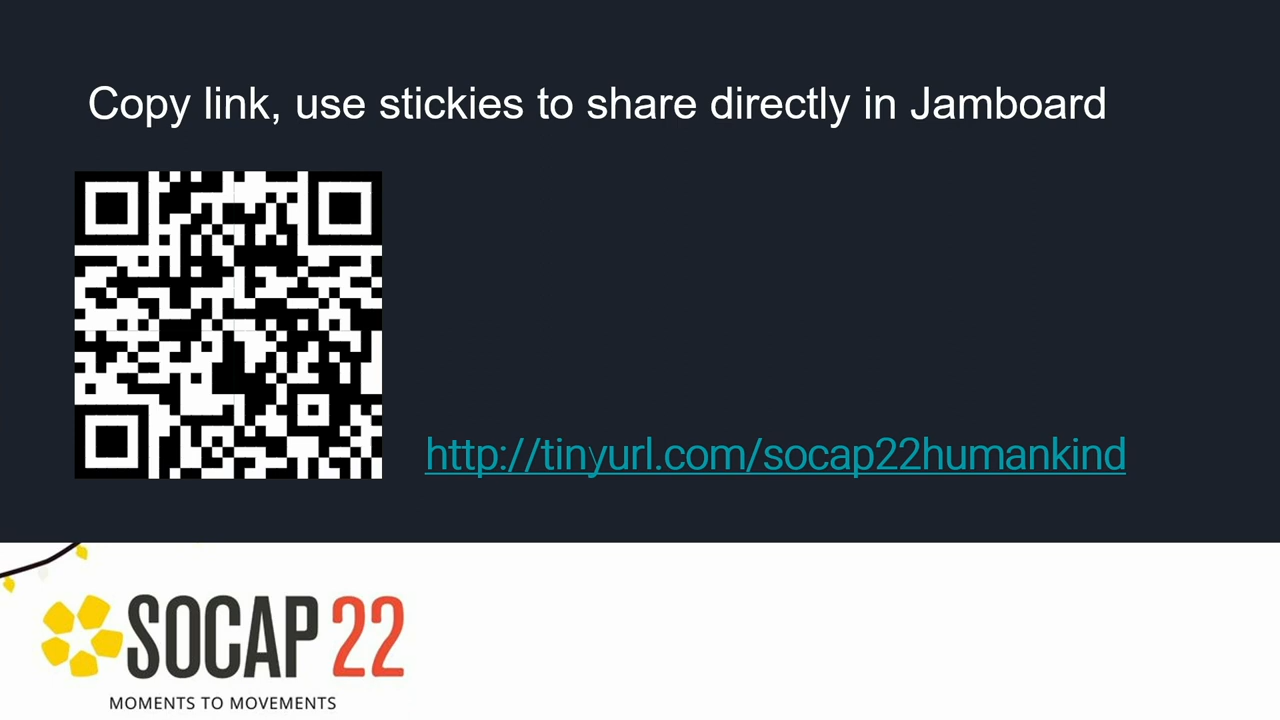 Copy link, use stickies to share directly in Jamboard
http://tinyurl.com/socap22humankind
SOCAP 22
MOMENTS TO MOVEMENTS